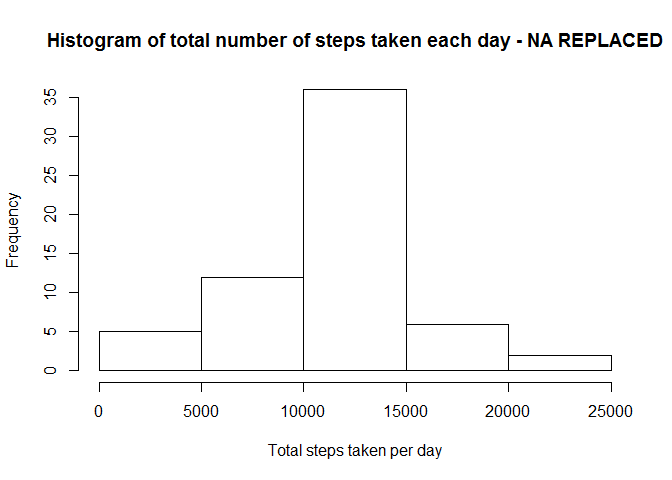 Histogram of total number of steps taken each day - NA REPLACED
35
30
25
20
15
10
5
0
Frequency
0 5000 10000 15000 20000 25000
Total steps taken per day